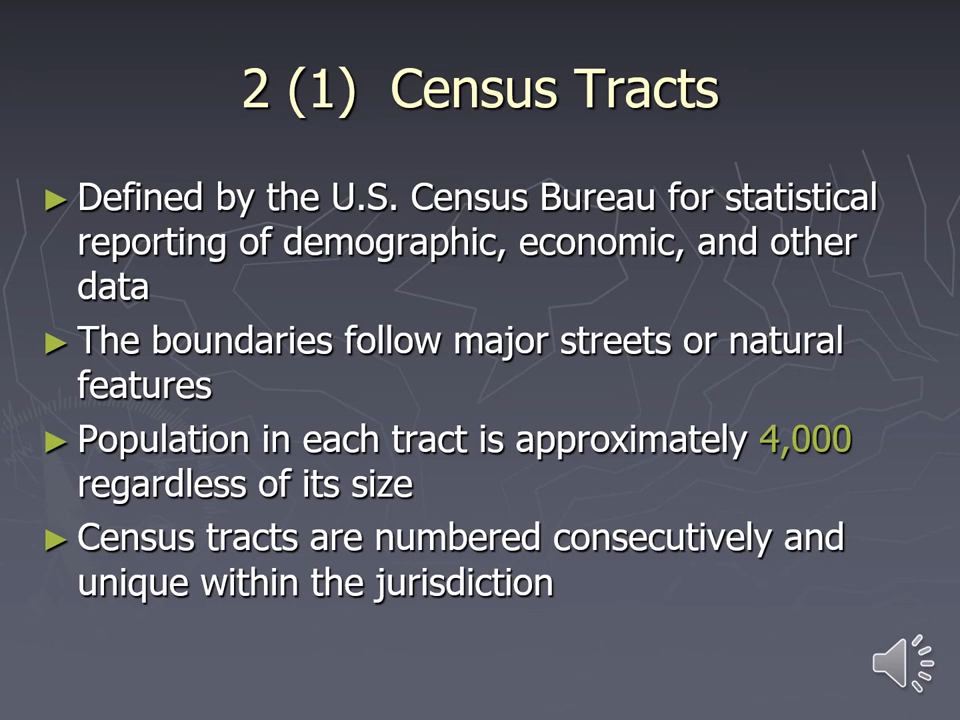 2 (1)  Census Tracts
► Defined by the U.S. Census Bureau for statistical
reporting of demographic, economic, and other
data
► The boundaries follow major streets or natural
features
► Population in each tract is approximately 4,000
regardless of its size
► Census tracts are numbered consecutively and
unique within the jurisdiction